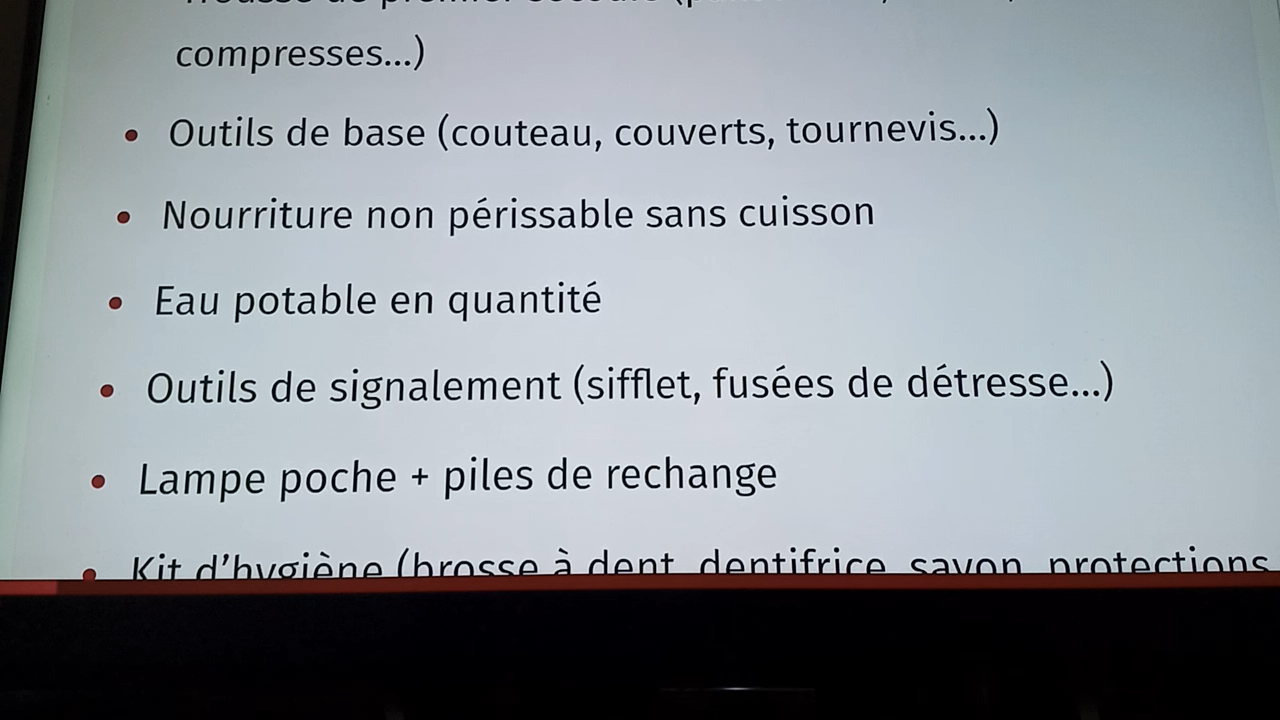 compresses...)
• Outils de base (couteau, couverts, tournevis...)
• Nourriture non périssable sans cuisson
• Eau potable en quantité
• Outils de signalement (sifflet, fusées de détresse...)
• Lampe poche + piles de rechange
• Kit d'hygiène (brosse à dent, dentifrice, savon, protections